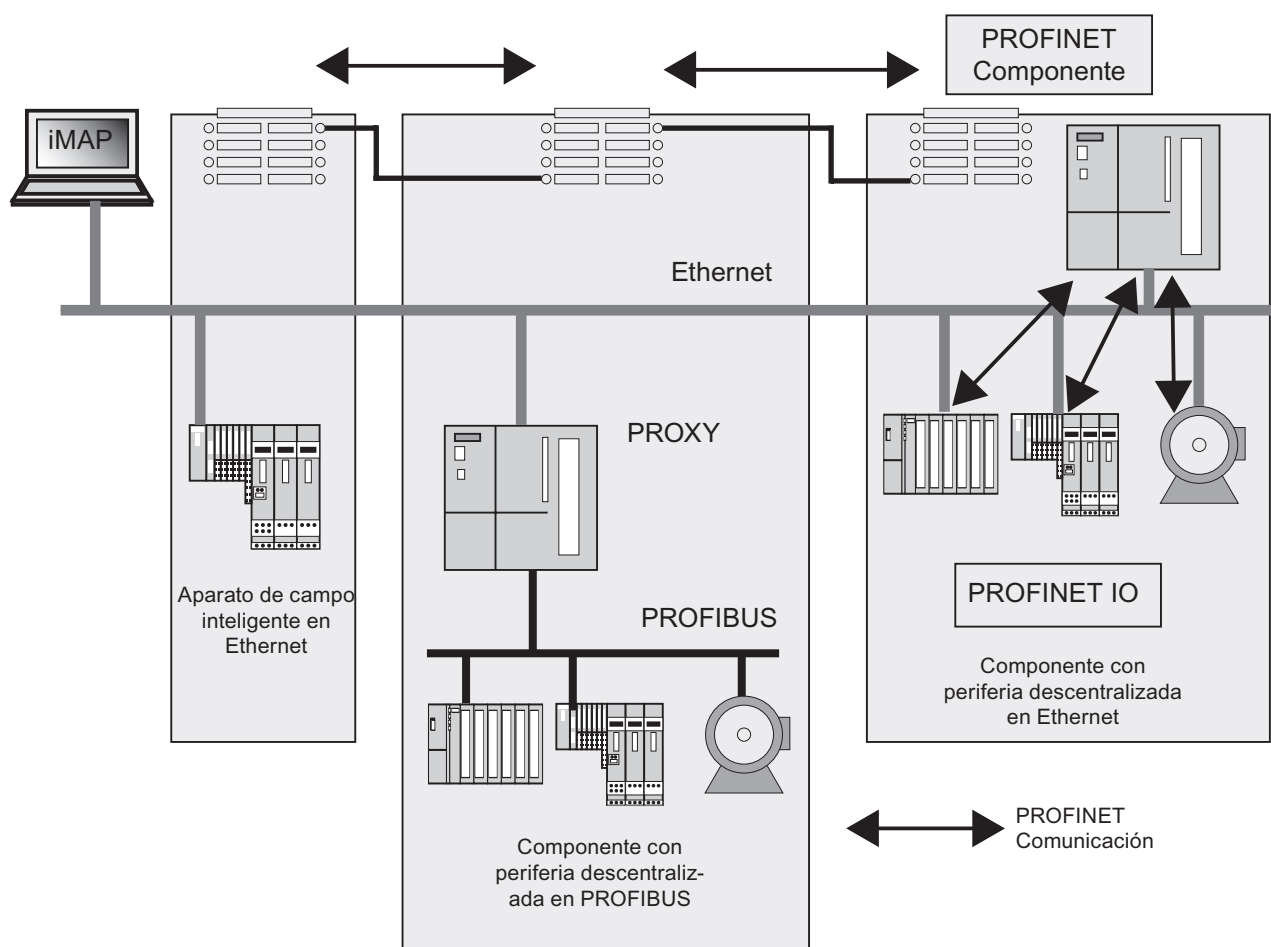 PROFINET
Componente
iMAP
Ethernet
PROXY
Aparato de campo
inteligente en
Ethernet
PROFIBUS
PROFINET IO
Componente con
periferia descentralizada
en Ethernet
Componente con
periferia descentraliz-
ada en PROFIBUS
PROFINET
Comunicación